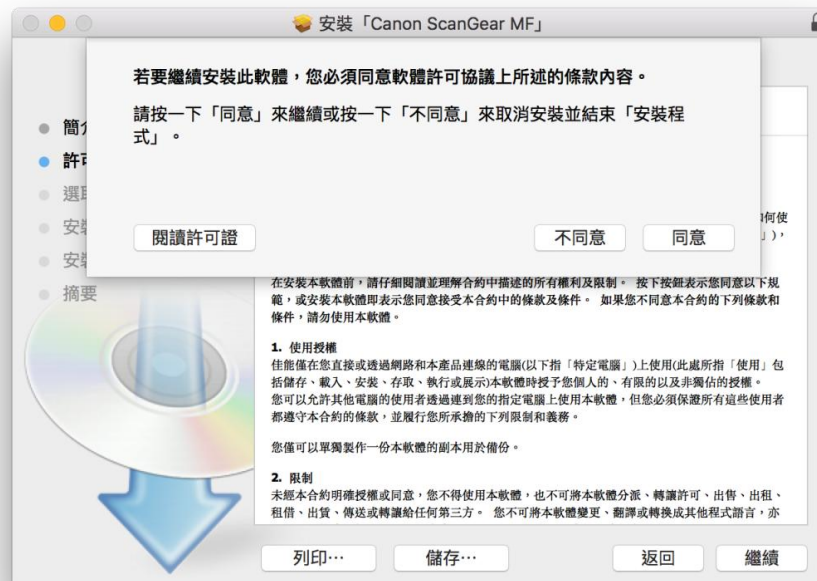 安裝「Canon ScanGear MF」
若要繼續安裝此軟體，您必須同意軟體許可協議上所述的條款內容。
請按一下「同意」來繼續或按一下「不同意」來取消安裝並結束「安裝程
式」。
閱讀許可證
不同意
同意
簡介
許可
選取
安裝
安裝
摘要
何使
」)，
在安裝本軟體前，請仔細閱讀並理解合約中描述的所有權利及限制。 按下按鈕表示您同意以下規
範，或安裝本軟體即表示您同意接受本合約中的條款及條件。 如果您不同意本合約的下列條款和
條件，請勿使用本軟體。
1. 使用授權
佳能僅在您直接或透過網路和本產品連線的電腦(以下指「特定電腦」)上使用(此處所指「使用」包
括儲存、載入、安裝、存取、執行或展示)本軟體時授予您個人的、有限的以及非獨佔的授權。
您可以允許其他電腦的使用者透過連到您的指定電腦上使用本軟體，但您必須保證所有這些使用者
都遵守本合約的條款，並履行您所承擔的下列限制和義務。
您僅可以單獨製作一份本軟體的副本用於備份。
2. 限制
未經本合約明確授權或同意，您不得使用本軟體，也不可將本軟體分派、轉讓許可、出售、出租、
租借、出賃、傳送或轉讓給任何第三方。 您不可將本軟體變更、翻譯或轉換成其他程式語言，亦
列印⋯
儲存⋯
返回
繼續